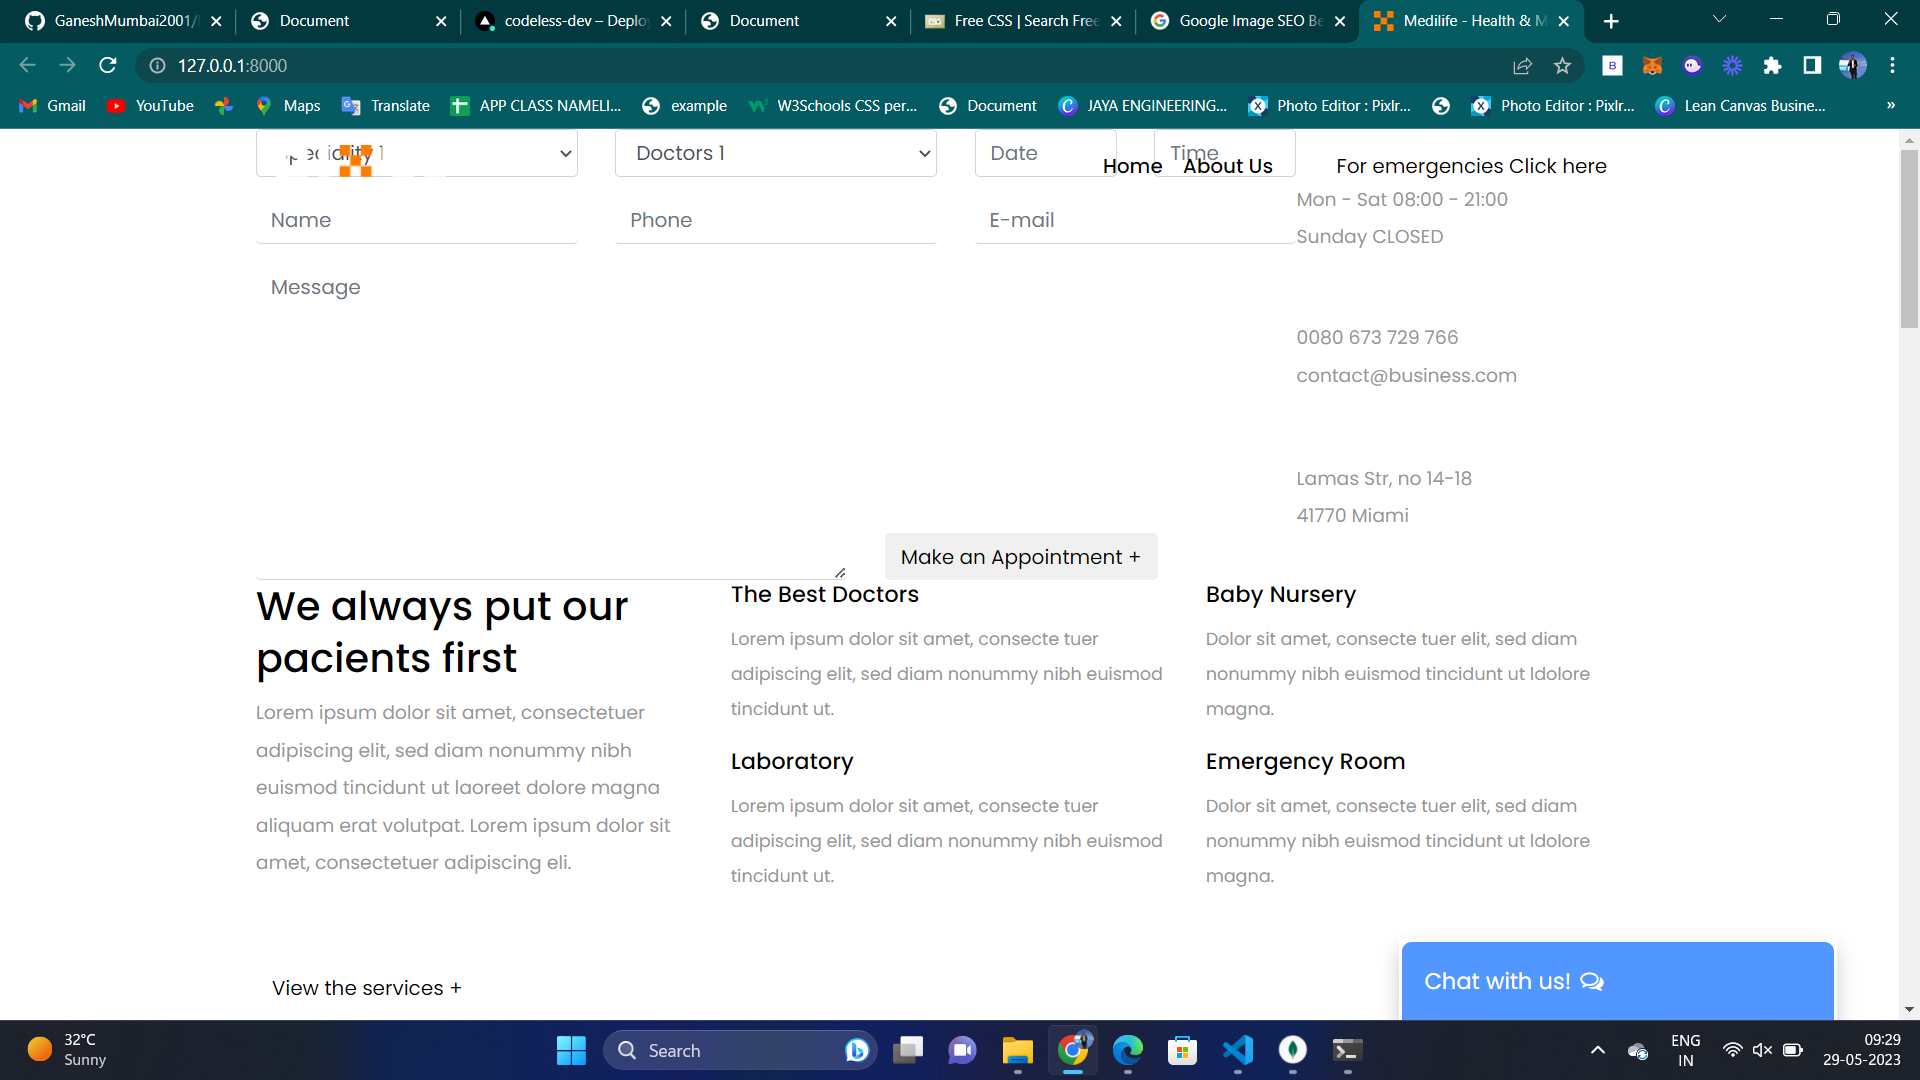 GaneshMumbai2001/
Document
codeless-dev – Deploy
Document
Free CSS | Search Free
Google Image SEO Be
Medilife - Health & M
127.0.0.1:8000
Gmail
YouTube
Maps
Translate
APP CLASS NAMELI...
example
W3Schools CSS per...
Document
JAYA ENGINEERING...
Photo Editor : Pixlr...
Photo Editor : Pixlr...
Lean Canvas Busine...
»
Speciality 1
Doctors 1
Date
Time
Home
About Us
For emergencies Click here
Mon - Sat 08:00 - 21:00
Sunday CLOSED
Name
Phone
E-mail
Message
0080 673 729 766
contact@business.com
Lamas Str, no 14-18
41770 Miami
Make an Appointment +
We always put our
pacients first
Lorem ipsum dolor sit amet, consectetuer
adipiscing elit, sed diam nonummy nibh
euismod tincidunt ut laoreet dolore magna
aliquam erat volutpat. Lorem ipsum dolor sit
amet, consectetuer adipiscing eli.
The Best Doctors
Lorem ipsum dolor sit amet, consecte tuer
adipiscing elit, sed diam nonummy nibh euismod
tincidunt ut.
Baby Nursery
Dolor sit amet, consecte tuer elit, sed diam
nonummy nibh euismod tincidunt ut ldolore
magna.
Laboratory
Lorem ipsum dolor sit amet, consecte tuer
adipiscing elit, sed diam nonummy nibh euismod
tincidunt ut.
Emergency Room
Dolor sit amet, consecte tuer elit, sed diam
nonummy nibh euismod tincidunt ut ldolore
magna.
View the services +
Chat with us!
32°C
Sunny
Search
ENG
IN
09:29
29-05-2023